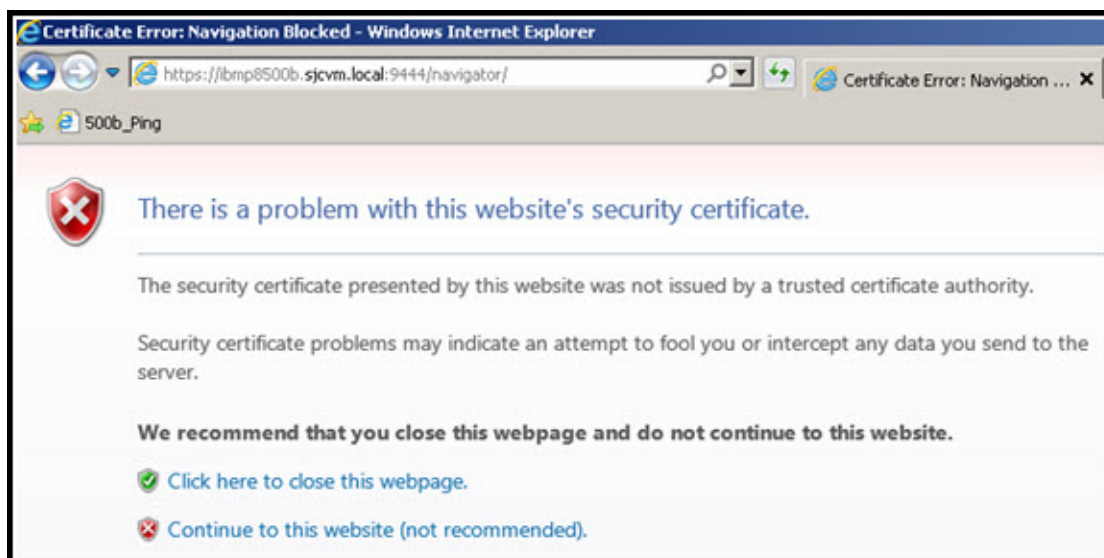 Certificate Error: Navigation Blocked - Windows Internet Explorer
https://ibmp8500b.sjcvm.local:9444/navigator/
Certificate Error: Navigation ...
500b_Ping
There is a problem with this website's security certificate.
The security certificate presented by this website was not issued by a trusted certificate authority.
Security certificate problems may indicate an attempt to fool you or intercept any data you send to the
server.
We recommend that you close this webpage and do not continue to this website.
Click here to close this webpage.
Continue to this website (not recommended).